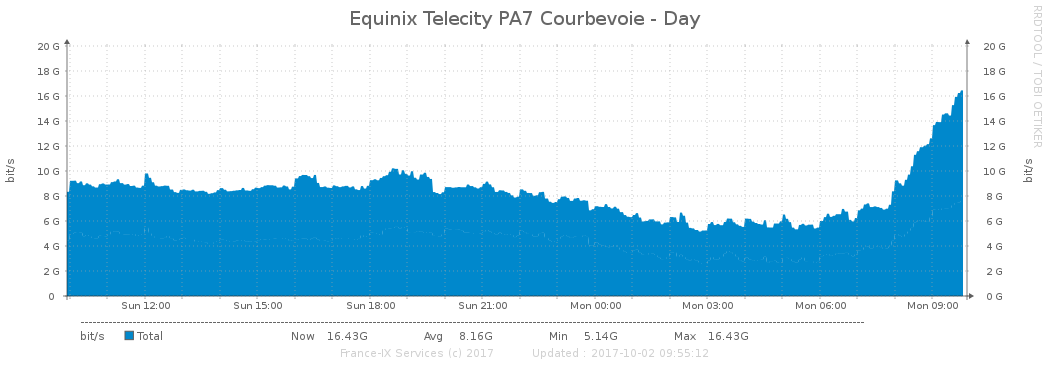 Equinix Telecity PA7 Courbevoie - Day
RRDTOOL / TOBI OETIKER
bit/s
20 G 20 G
18 G 18 G
16 G 16 G
14 G 14 G
12 G 12 G
10 G 10 G
8 G 8 G
6 G 6 G
4 G 4 G
2 G 2 G
0 0 G
bit/s
Sun 12:00 Sun 15:00 Sun 18:00 Sun 21:00 Mon 00:00 Mon 03:00 Mon 06:00 Mon 09:00
bit/s Total Now 16.43G Avg 8.16G Min 5.14G Max 16.43G
France-IX Services (c) 2017 Updated : 2017-10-02 09:55:12